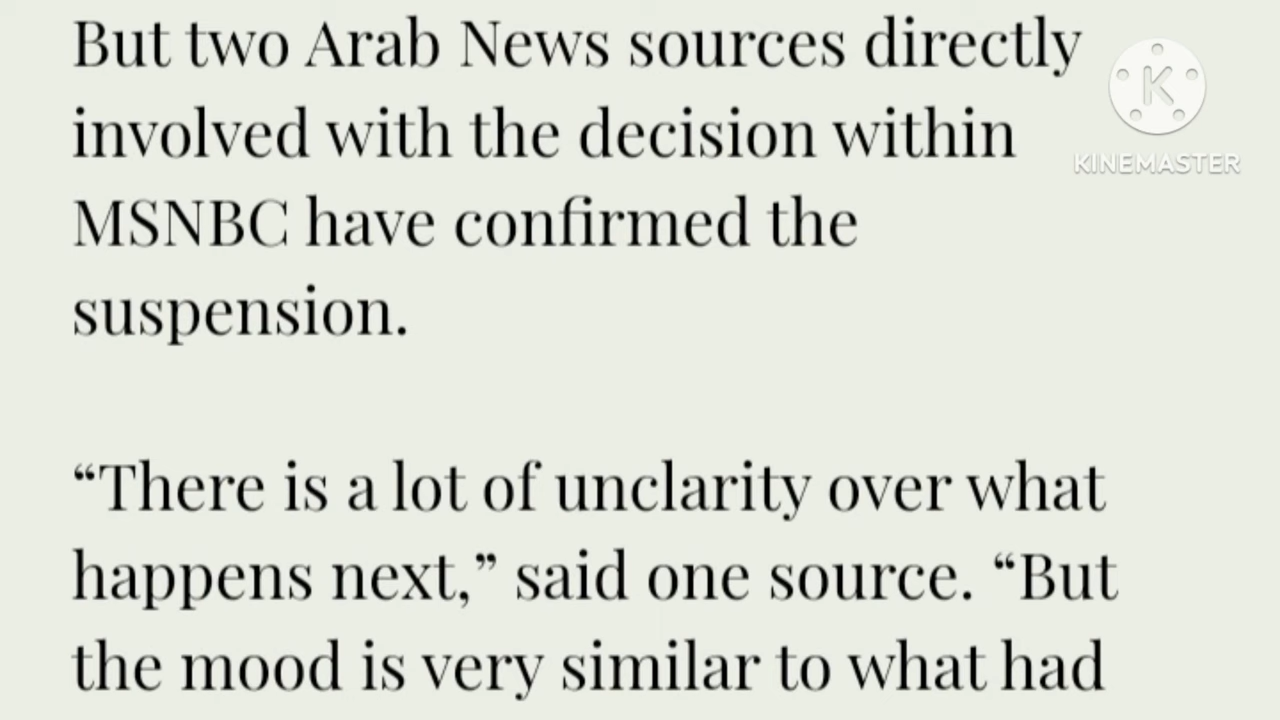 But two Arab News sources directly
involved with the decision within
MSNBC have confirmed the
suspension.
“There is a lot of unclarity over what
happens next,” said one source. “But
the mood is very similar to what had
K
KINEMASTER